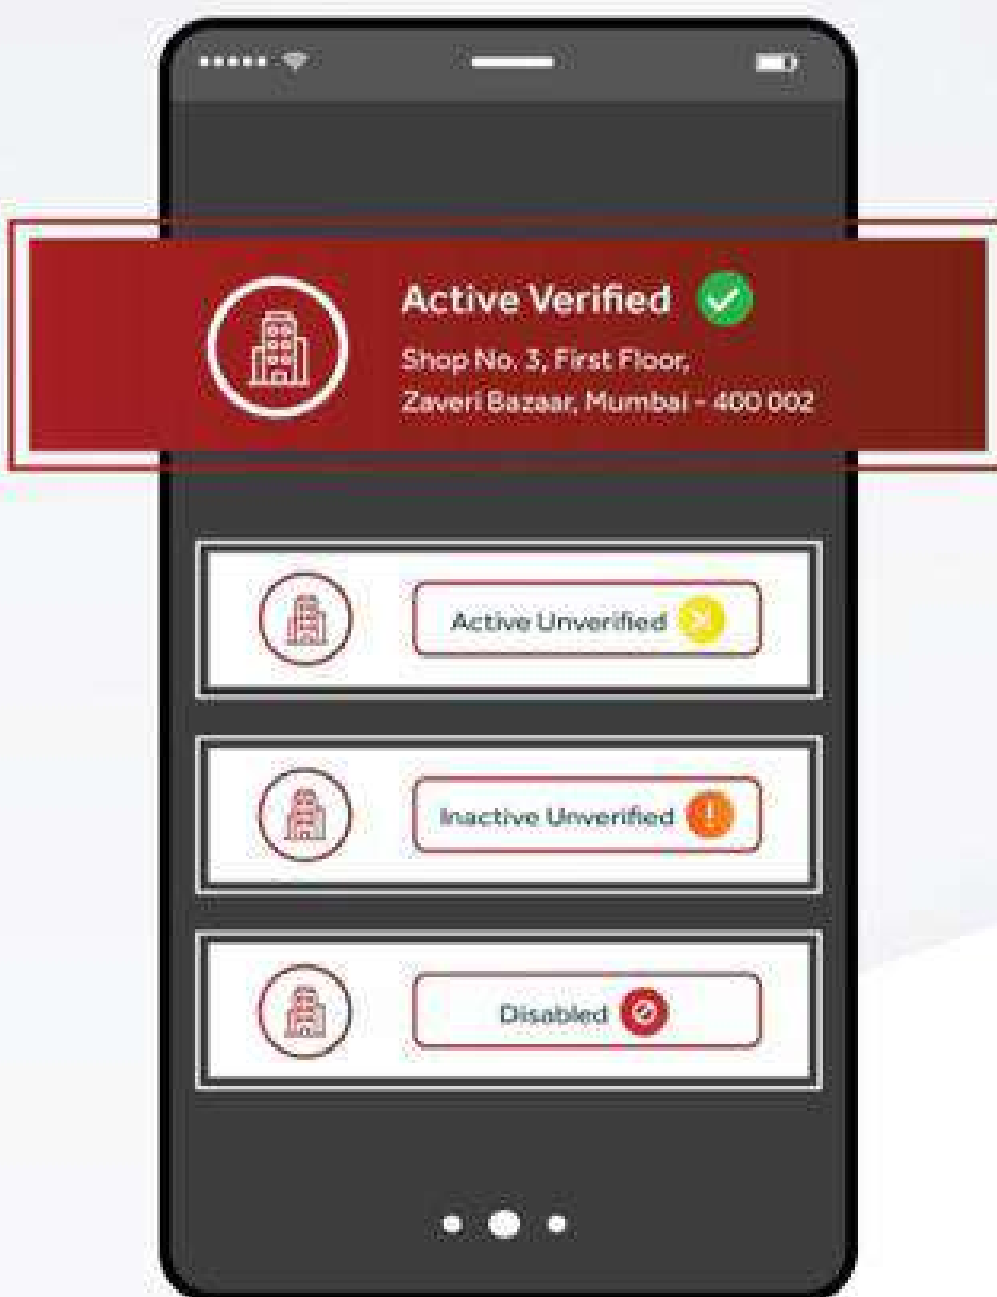 Active Verified
Shop No. 3, First Floor,
Zaveri Bazaar, Mumbai - 400 002
Active Unverified
Inactive Unverified
Disabled